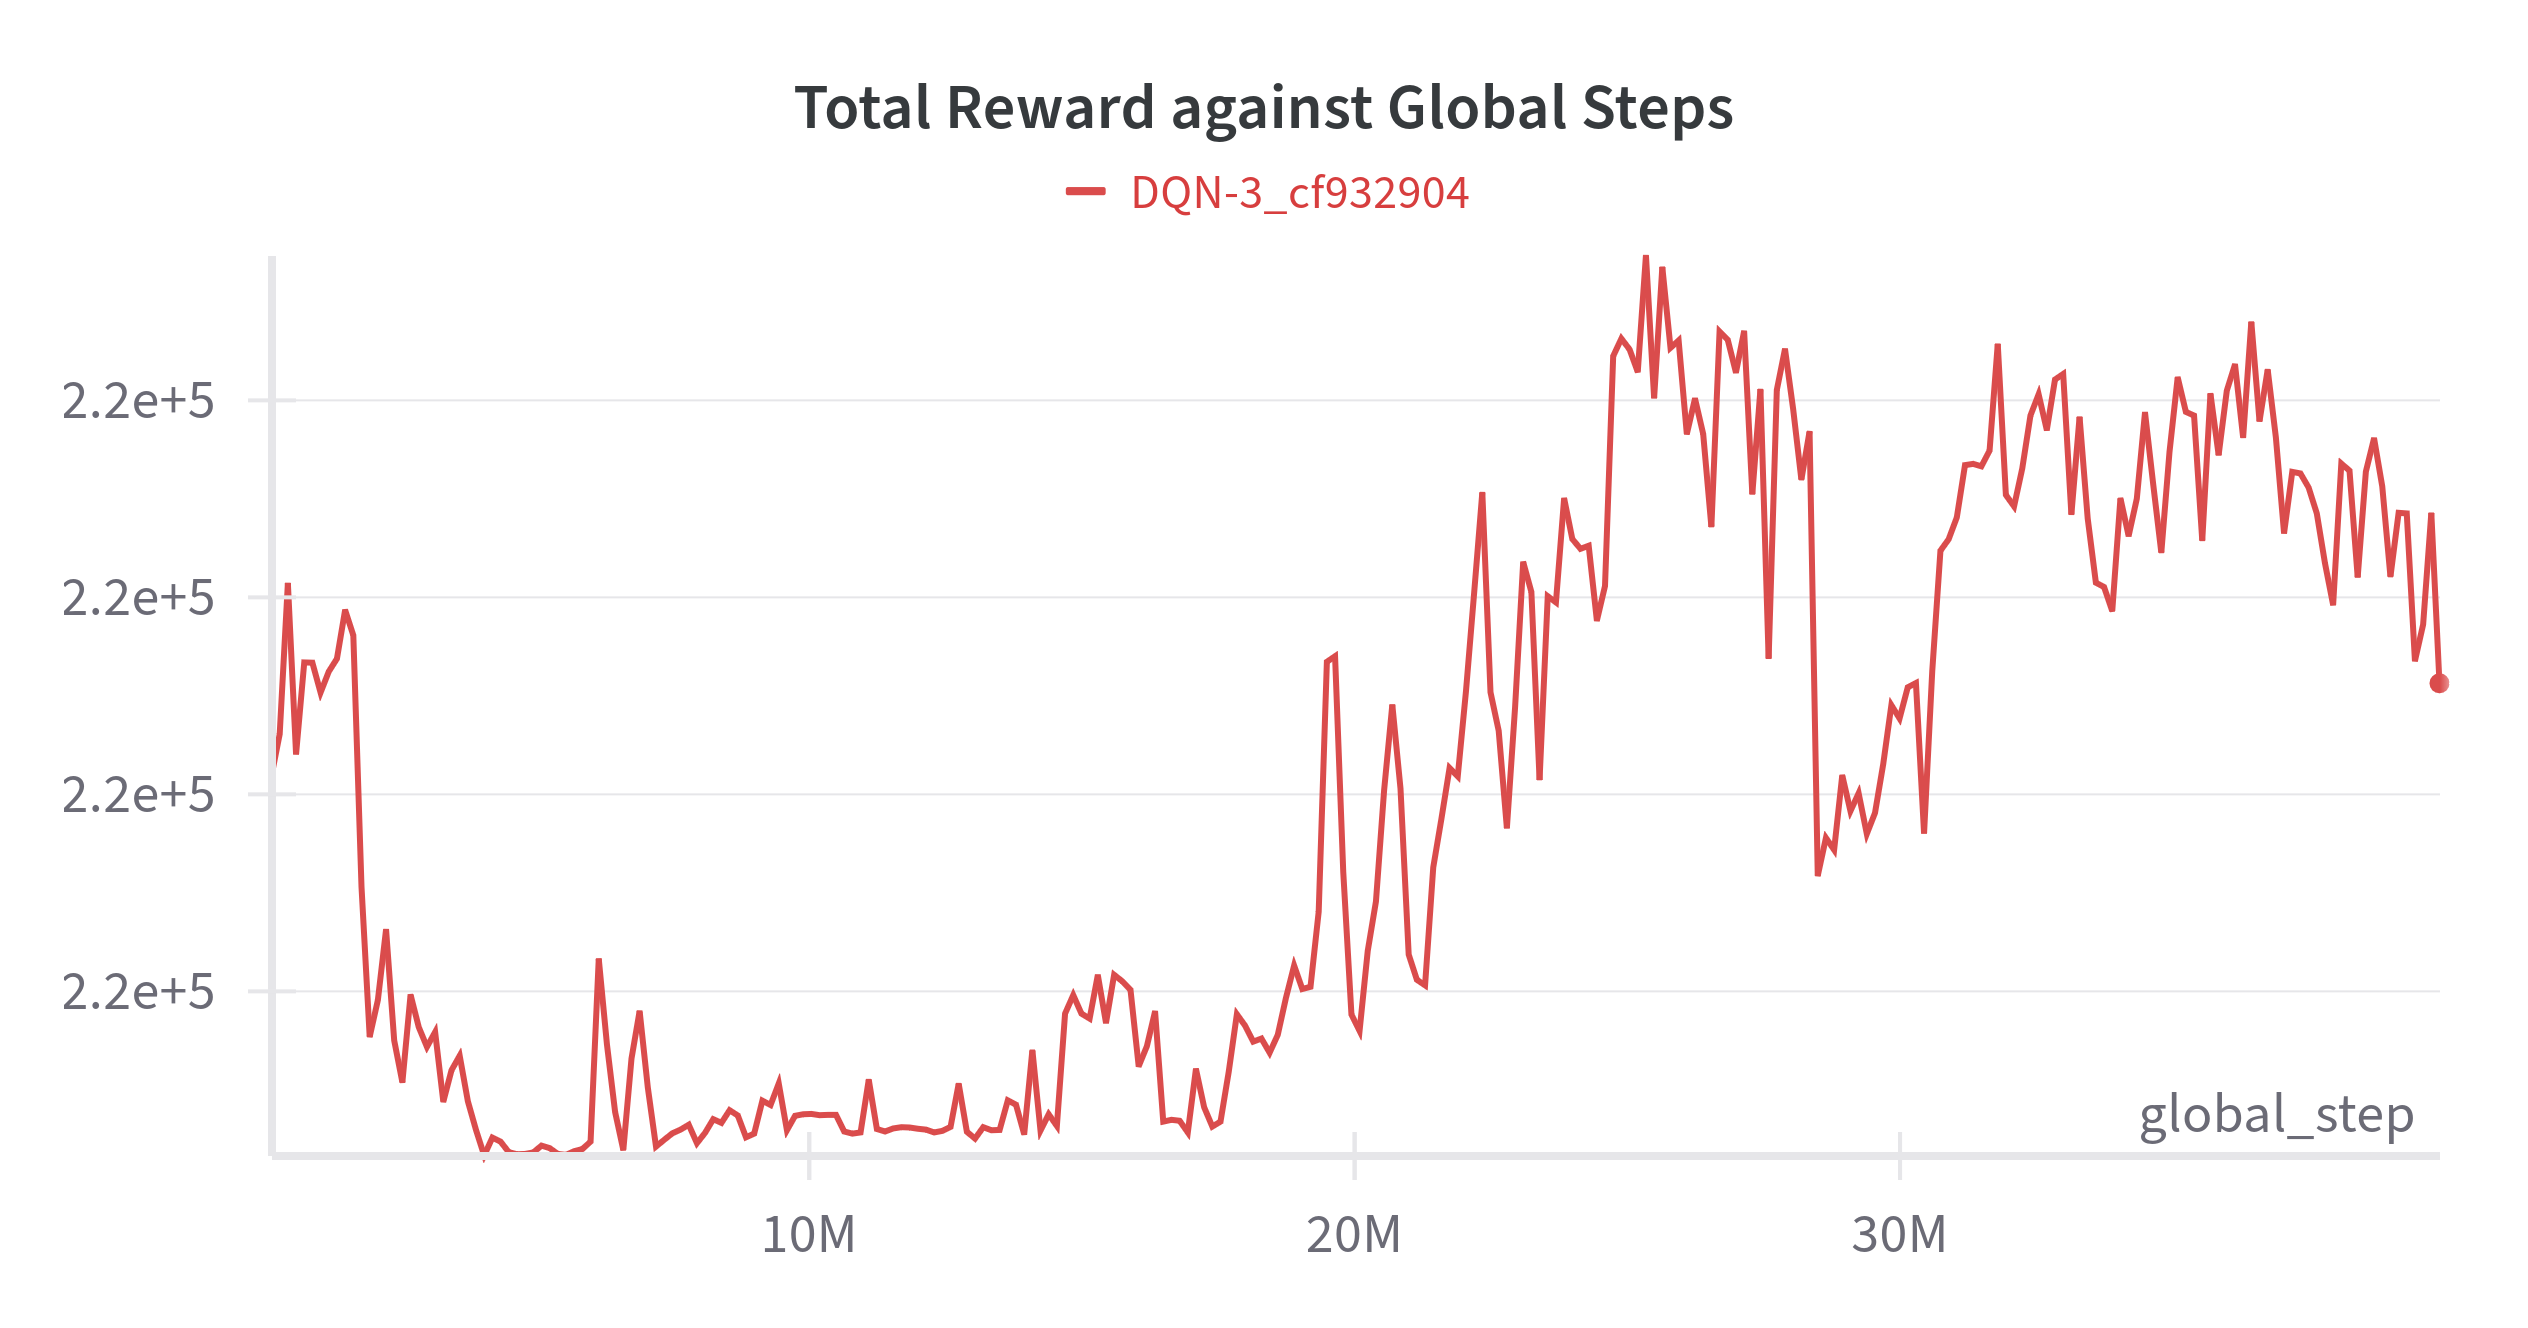 Total Reward against Global Steps
DQN-3_cf932904
2.2e+5
2.2e+5
2.2e+5
2.2e+5
global_step
10M 20M 30M